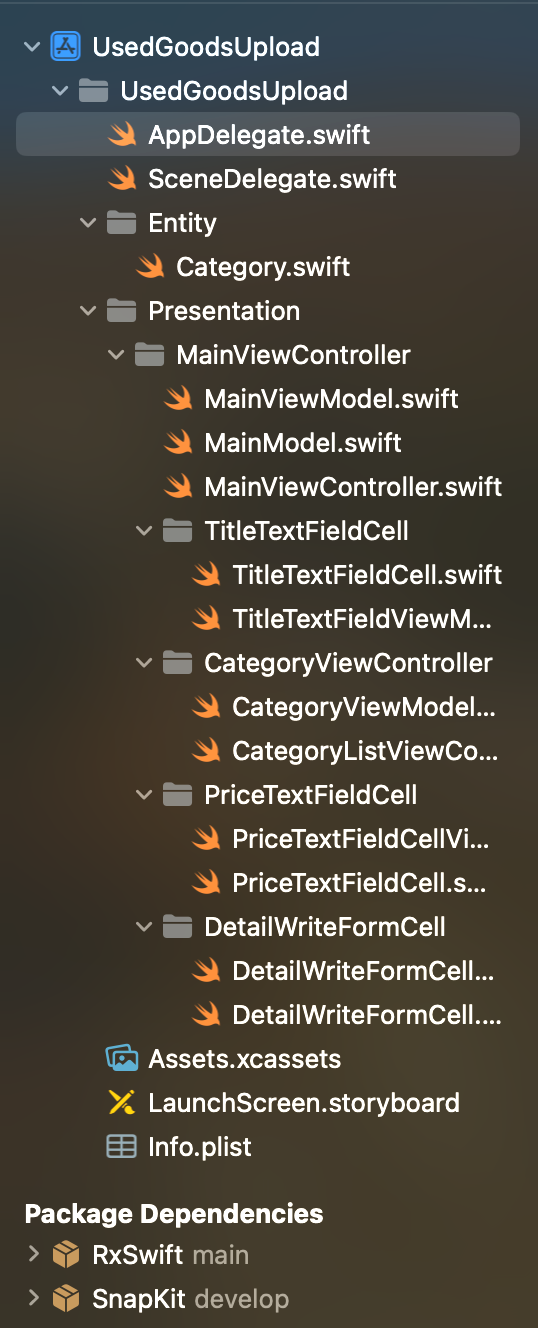 UsedGoodsUpload
UsedGoodsUpload
AppDelegate.swift
SceneDelegate.swift
Entity
Category.swift
Presentation
MainViewController
MainViewModel.swift
MainModel.swift
MainViewController.swift
TitleTextFieldCell
TitleTextFieldCell.swift
TitleTextFieldViewM...
CategoryViewController
CategoryViewModel...
CategoryListViewCo...
PriceTextFieldCell
PriceTextFieldCellVi...
PriceTextFieldCell.s...
DetailWriteFormCell
DetailWriteFormCell...
DetailWriteFormCell....
Assets.xcassets
LaunchScreen.storyboard
Info.plist
Package Dependencies
RxSwift main
SnapKit develop